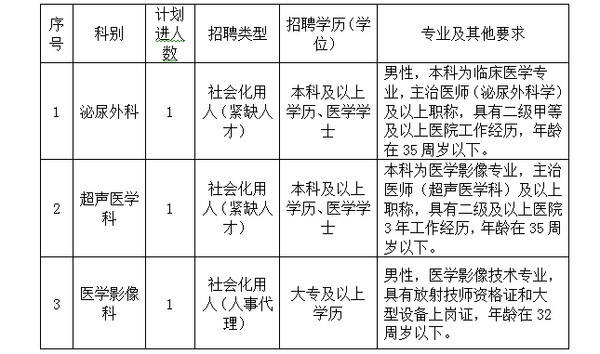 序号 科别 计划进人数 招聘类型 招聘学历（学位） 专业及其他要求
1 泌尿外科 1 社会化用人（紧缺人才） 本科及以上学历、医学学士
男性，本科为临床医学专
业，主治医师（泌尿外科学）
及以上职称，具有二级甲等
及以上医院工作经历，年龄
在 35 周岁以下。
2 超声医学科 1 社会化用人（紧缺人才） 本科及以上学历、医学学士
本科为医学影像专业，主治
医师（超声医学科）及以上
职称，具有二级及以上医院
3 年工作经历，年龄在 35 周
岁以下。
3 医学影像科 1 社会化用人（人事代理） 大专及以上学历
男性，医学影像技术专业，
具有放射技师资格证和大
型设备上岗证，年龄在 32
周岁以下。